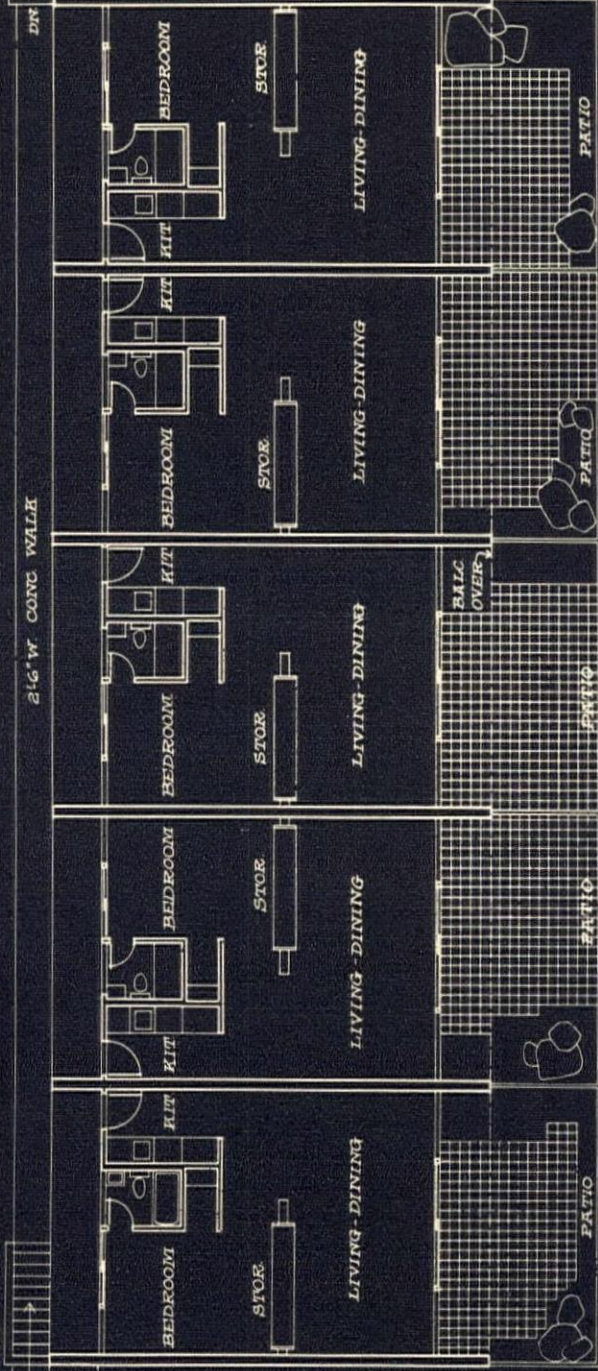 DN
BEDROOM
STOR.
LIVING-DINING
PATIO
KIT
KIT
BEDROOM
STOR.
LIVING-DINING
PATIO
2'6" W. CONC WALK
KIT
BALC
OVER
BEDROOM
STOR.
LIVING-DINING
PATIO
BEDROOM
STOR.
LIVING-DINING
PATIO
KIT
KIT
BEDROOM
STOR.
LIVING-DINING
PATIO